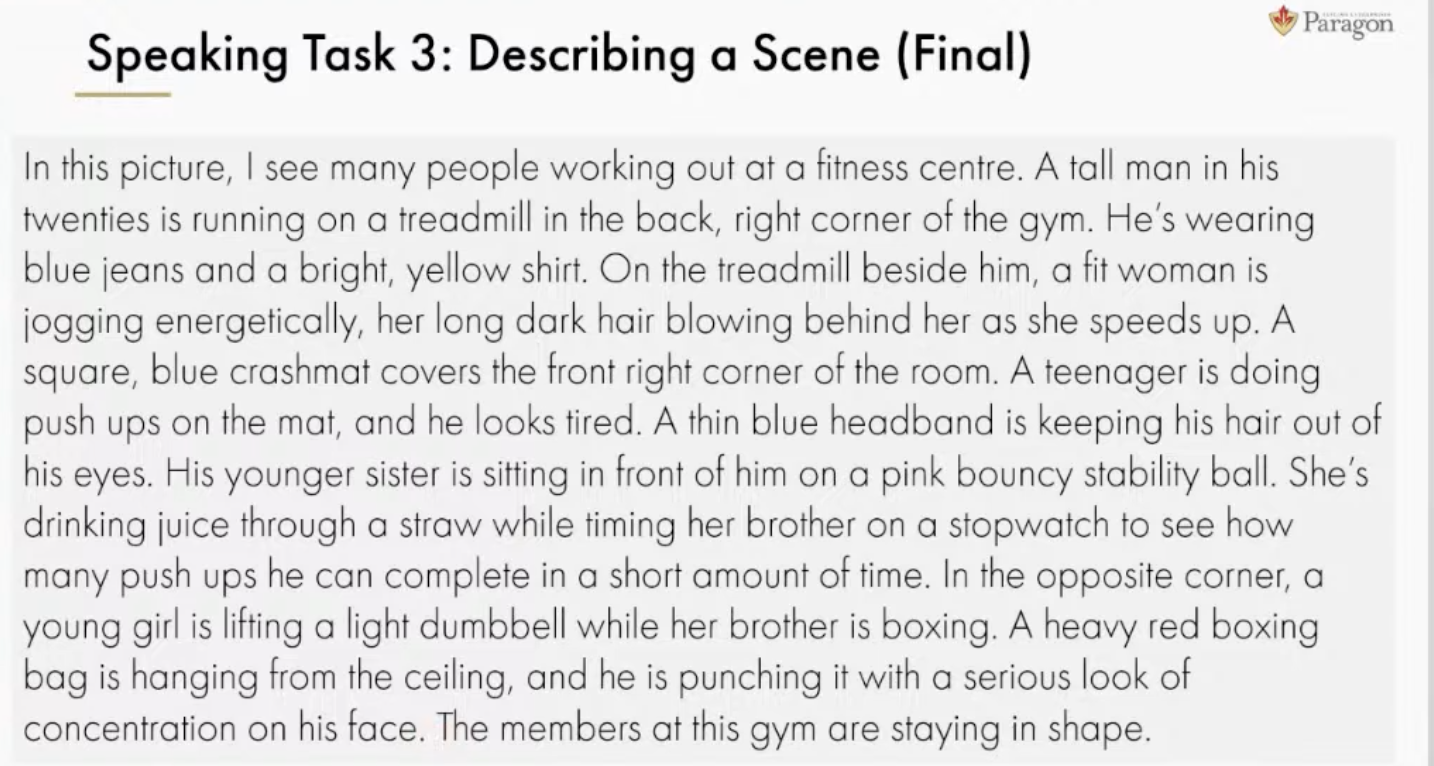 Paragon
Speaking Task 3: Describing a Scene (Final)
In this picture, I see many people working out at a fitness centre. A tall man in his
twenties is running on a treadmill in the back, right corner of the gym. He's wearing
blue jeans and a bright, yellow shirt. On the treadmill beside him, a fit woman is
jogging energetically, her long dark hair blowing behind her as she speeds up. A
square, blue crashmat covers the front right corner of the room. A teenager is doing
push ups on the mat, and he looks tired. A thin blue headband is keeping his hair out of
his eyes. His younger sister is sitting in front of him on a pink bouncy stability ball. She's
drinking juice through a straw while timing her brother on a stopwatch to see how
many push ups he can complete in a short amount of time. In the opposite corner, a
young girl is lifting a light dumbbell while her brother is boxing. A heavy red boxing
bag is hanging from the ceiling, and he is punching it with a serious look of
concentration on his face. The members at this gym are staying in shape.